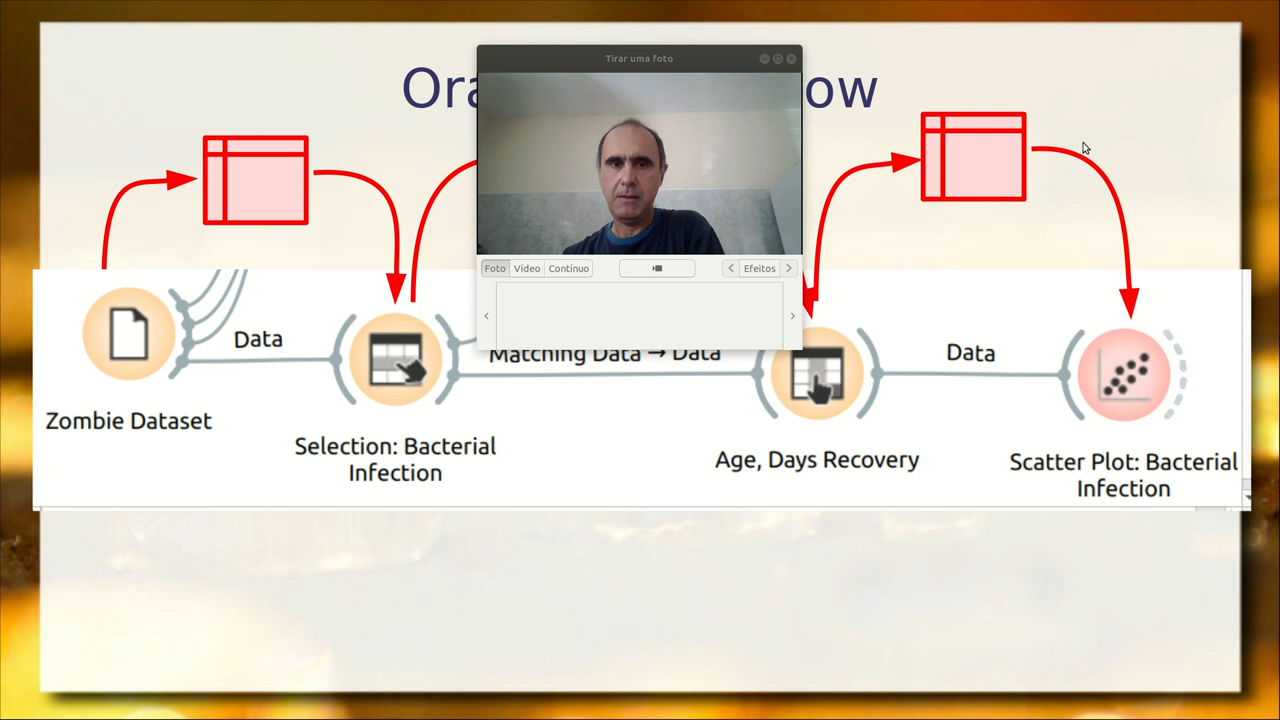 Tirar uma foto
Ora ow
Foto Vídeo Contínuo Efeitos
Data
Matching Data → Data
Data
Zombie Dataset
Selection: Bacterial
Infection
Age, Days Recovery
Scatter Plot: Bacterial
Infection